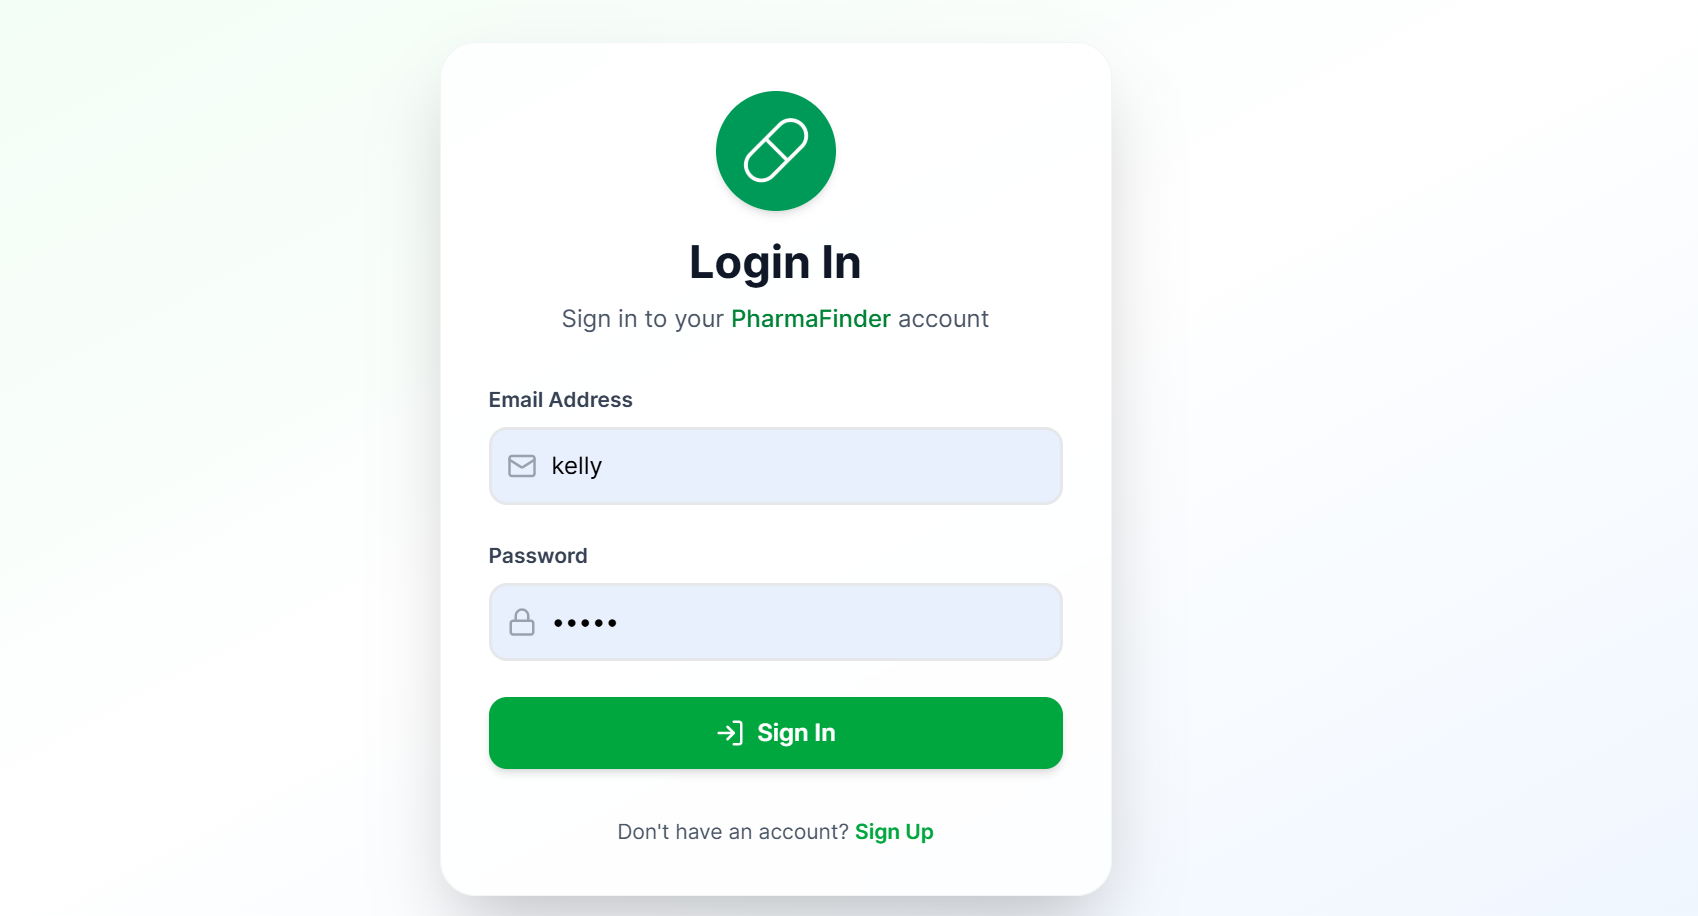 Login In
Sign in to your PharmaFinder account
Email Address
kelly
Password
•••••
Sign In
Don't have an account? Sign Up